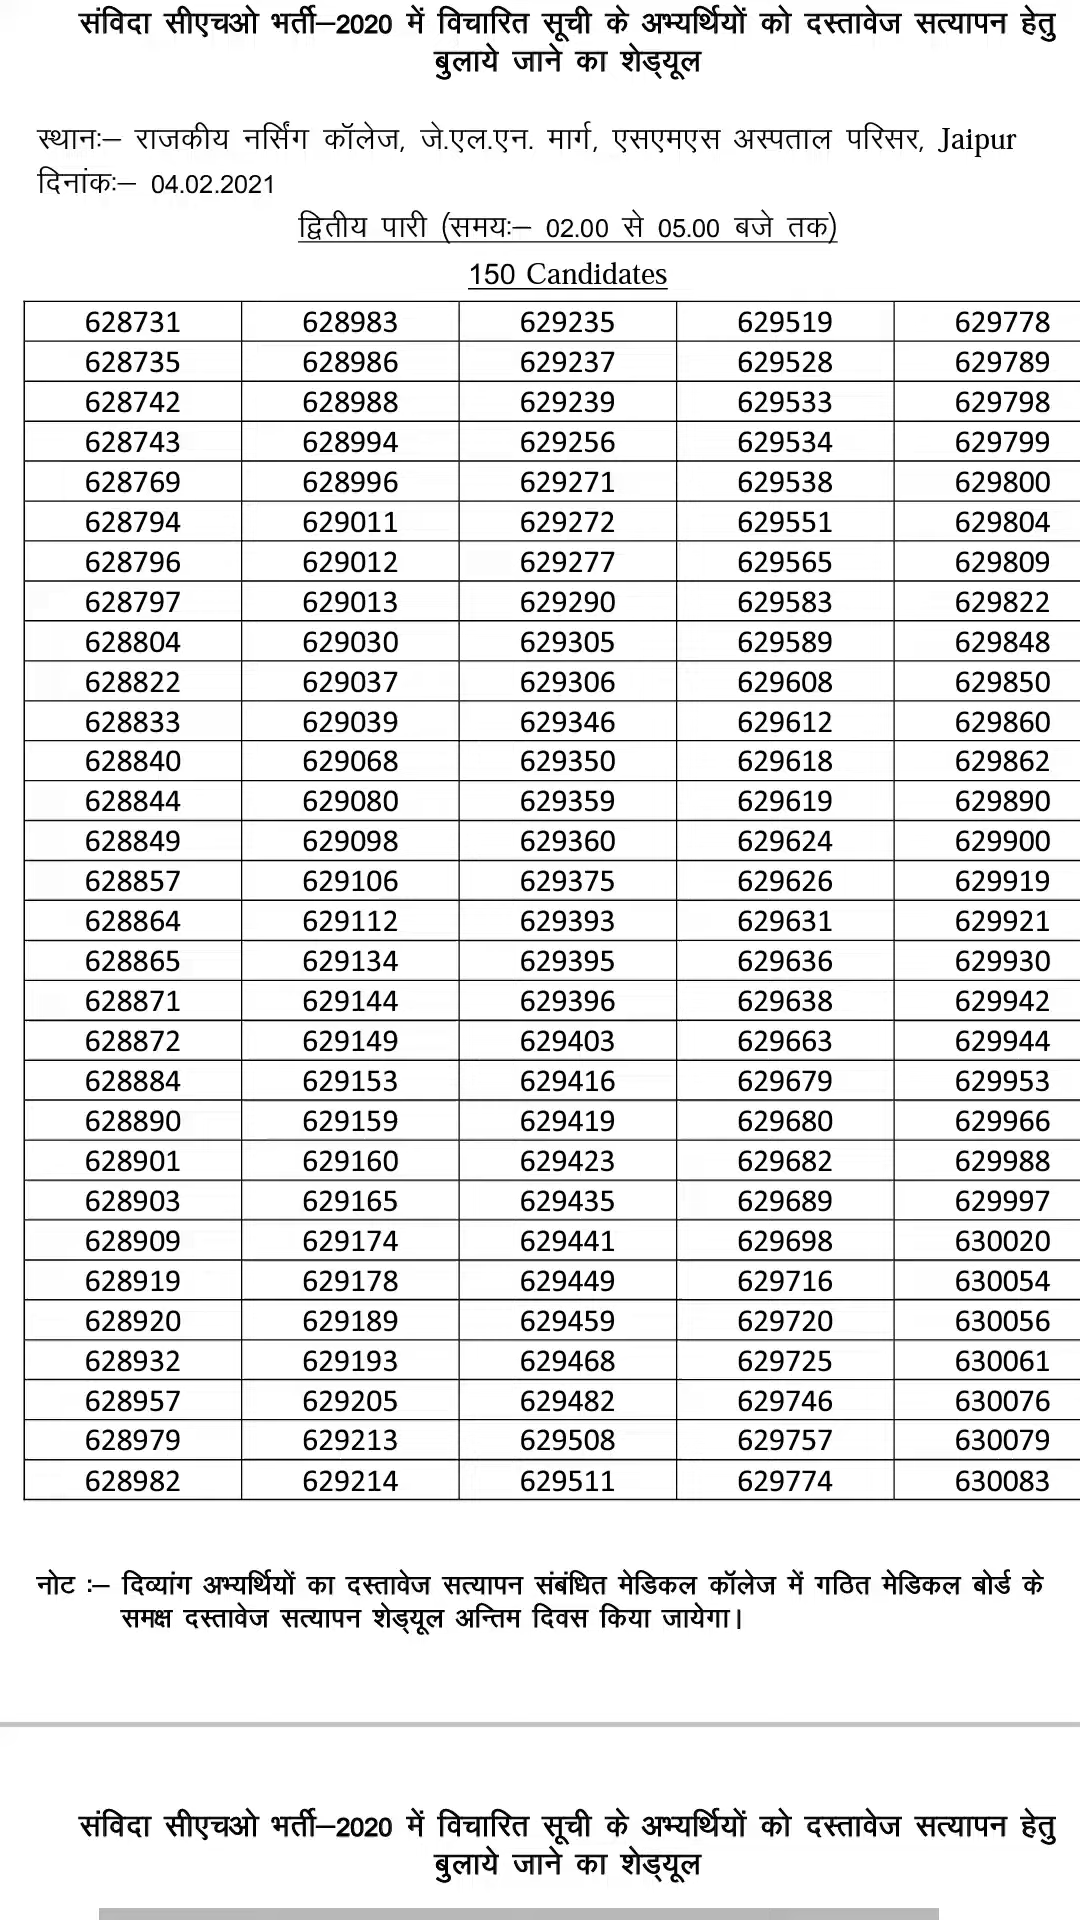 संविदा सीएचओ भर्ती–2020 में विचारित सूची के अभ्यर्थियों को दस्तावेज सत्यापन हेतु
बुलाये जाने का शेड्यूल
स्थानः– राजकीय नर्सिंग कॉलेज, जे.एल.एन. मार्ग, एसएमएस अस्पताल परिसर, Jaipur
दिनांकः– 04.02.2021
द्वितीय पारी (समयः– 02.00 से 05.00 बजे तक)
150 Candidates
628731 628983 629235 629519 629778
628735 628986 629237 629528 629789
628742 628988 629239 629533 629798
628743 628994 629256 629534 629799
628769 628996 629271 629538 629800
628794 629011 629272 629551 629804
628796 629012 629277 629565 629809
628797 629013 629290 629583 629822
628804 629030 629305 629589 629848
628822 629037 629306 629608 629850
628833 629039 629346 629612 629860
628840 629068 629350 629618 629862
628844 629080 629359 629619 629890
628849 629098 629360 629624 629900
628857 629106 629375 629626 629919
628864 629112 629393 629631 629921
628865 629134 629395 629636 629930
628871 629144 629396 629638 629942
628872 629149 629403 629663 629944
628884 629153 629416 629679 629953
628890 629159 629419 629680 629966
628901 629160 629423 629682 629988
628903 629165 629435 629689 629997
628909 629174 629441 629698 630020
628919 629178 629449 629716 630054
628920 629189 629459 629720 630056
628932 629193 629468 629725 630061
628957 629205 629482 629746 630076
628979 629213 629508 629757 630079
628982 629214 629511 629774 630083
नोट :– दिव्यांग अभ्यर्थियों का दस्तावेज सत्यापन संबंधित मेडिकल कॉलेज में गठित मेडिकल बोर्ड के
समक्ष दस्तावेज सत्यापन शेड्यूल अन्तिम दिवस किया जायेगा।
संविदा सीएचओ भर्ती–2020 में विचारित सूची के अभ्यर्थियों को दस्तावेज सत्यापन हेतु
बुलाये जाने का शेड्यूल